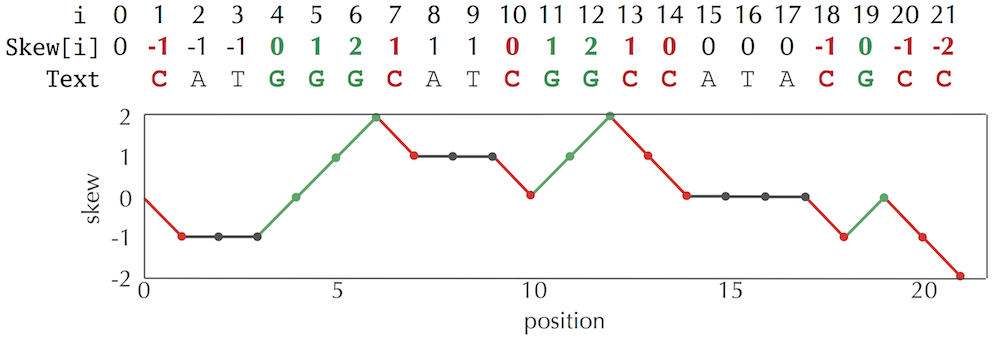 i 0 1 2 3 4 5 6 7 8 9 10 11 12 13 14 15 16 17 18 19 20 21
Skew[i] 0 -1 -1 -1 0 1 2 1 1 1 0 1 2 1 0 0 0 0 -1 0 -1 -2
Text C A T G G G C A T C G G C C A T A C G C C
2
1
0
-1
-2
skew
0 5 10 15 20
position